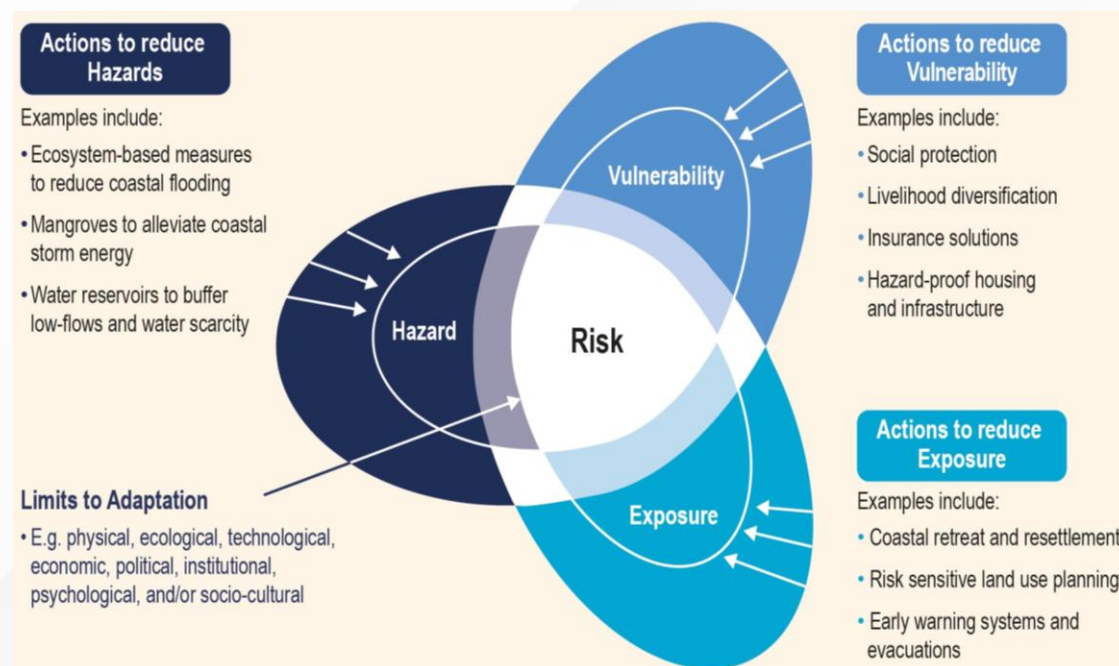 Actions to reduce
Hazards
Examples include:
• Ecosystem-based measures
to reduce coastal flooding
• Mangroves to alleviate coastal
storm energy
• Water reservoirs to buffer
low-flows and water scarcity
Limits to Adaptation
• E.g. physical, ecological, technological,
economic, political, institutional,
psychological, and/or socio-cultural
Hazard
Vulnerability
Risk
Exposure
Actions to reduce
Vulnerability
Examples include:
• Social protection
• Livelihood diversification
• Insurance solutions
• Hazard-proof housing
and infrastructure
Actions to reduce
Exposure
Examples include:
• Coastal retreat and resettlement
• Risk sensitive land use planning
• Early warning systems and
evacuations